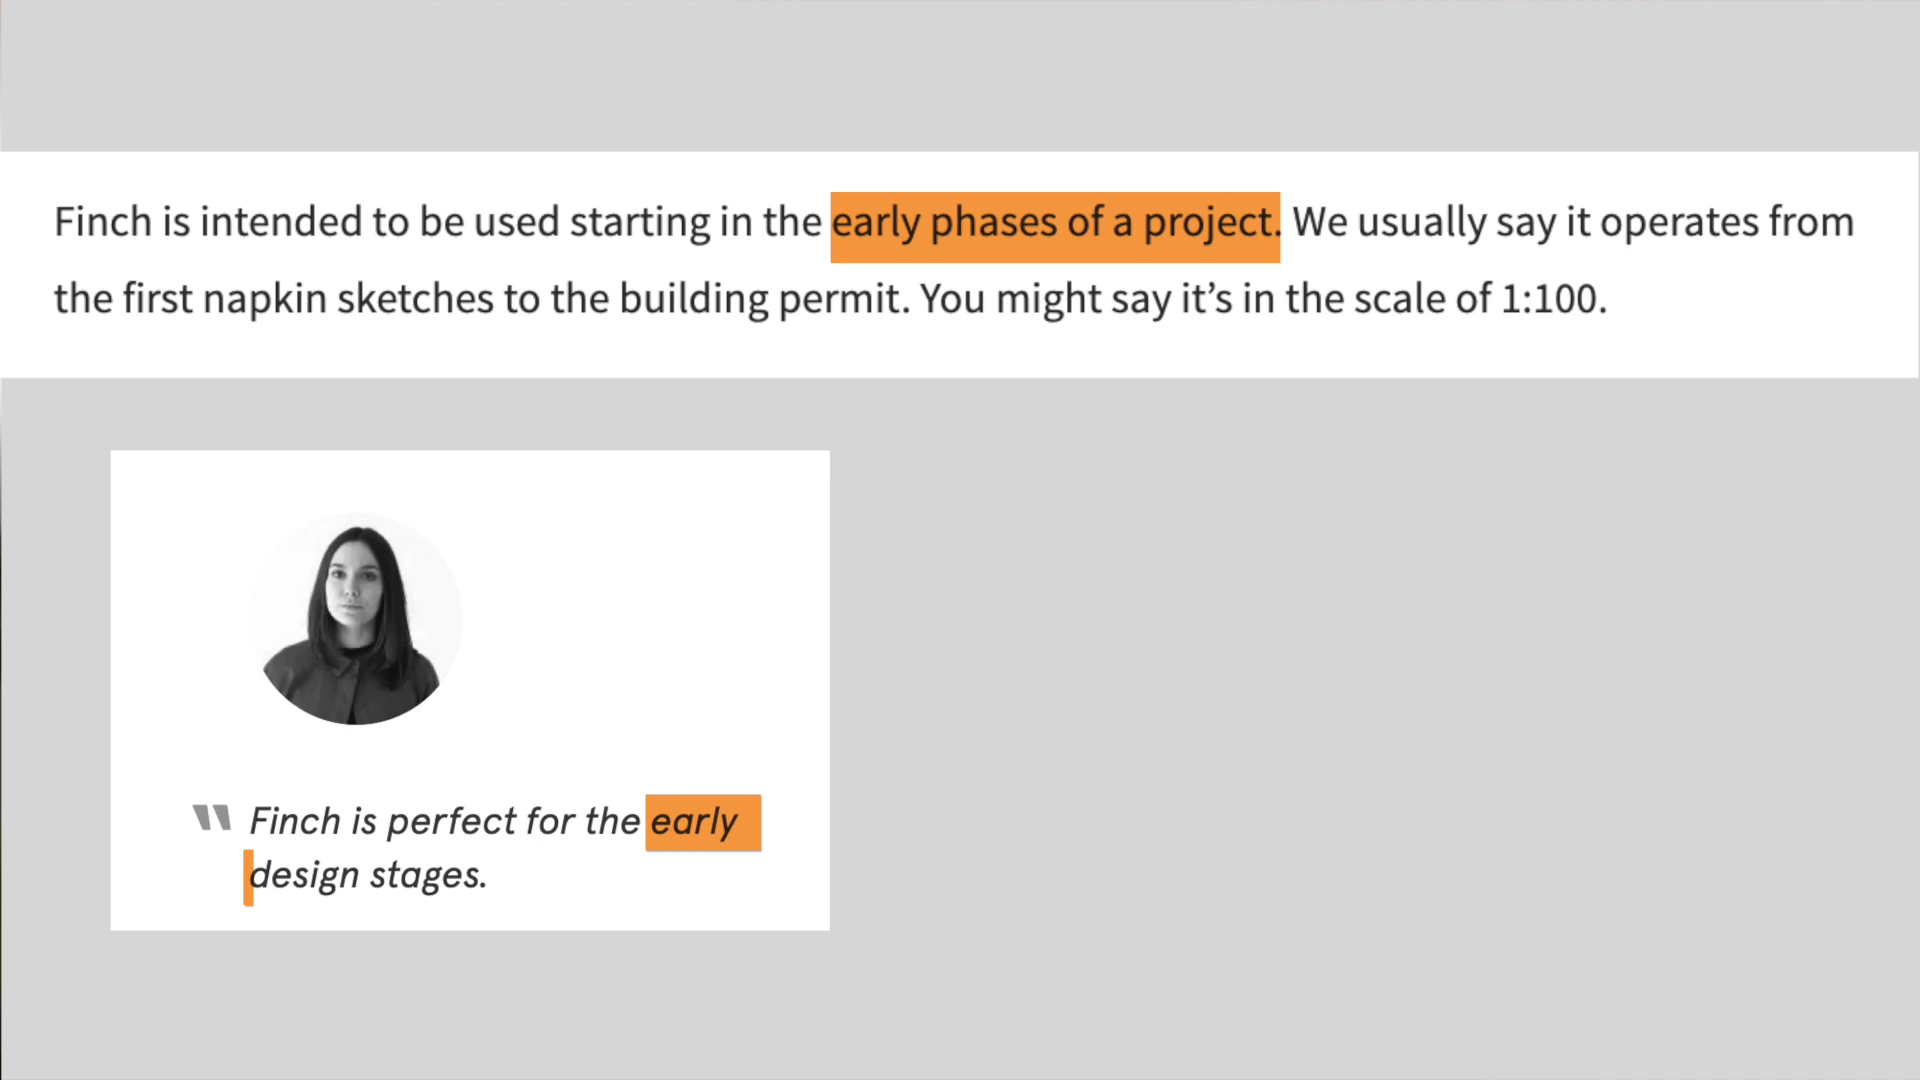 Finch is intended to be used starting in the early phases of a project. We usually say it operates from
the first napkin sketches to the building permit. You might say it’s in the scale of 1:100.
" Finch is perfect for the early
design stages.